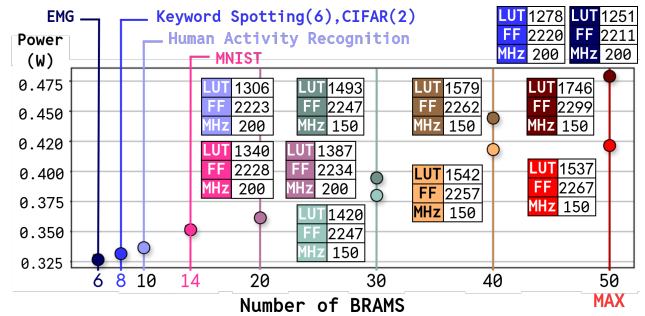 EMG
Keyword Spotting(6),CIFAR(2)
Human Activity Recognition
MNIST
Power
(W)
LUT 1278
FF 2220
MHz 200
LUT 1251
FF 2211
MHz 200
LUT 1306
FF 2223
MHz 200
LUT 1493
FF 2247
MHz 150
LUT 1579
FF 2262
MHz 150
LUT 1746
FF 2299
MHz 150
LUT 1340
FF 2228
MHz 200
LUT 1387
FF 2234
MHz 200
LUT 1542
FF 2257
MHz 150
LUT 1537
FF 2267
MHz 150
LUT 1420
FF 2247
MHz 150
0.475
0.450
0.420
0.400
0.375
0.350
0.325
6 8 10 14 20 30 40 50
MAX
Number of BRAMS